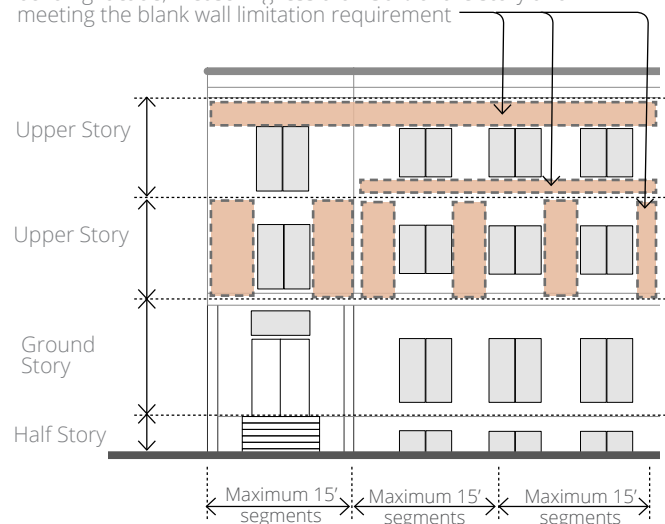 meeting the blank wall limitation requirement
Upper Story
Upper Story
Ground
Story
Half Story
Maximum 15’
segments
Maximum 15’
segments
Maximum 15’
segments